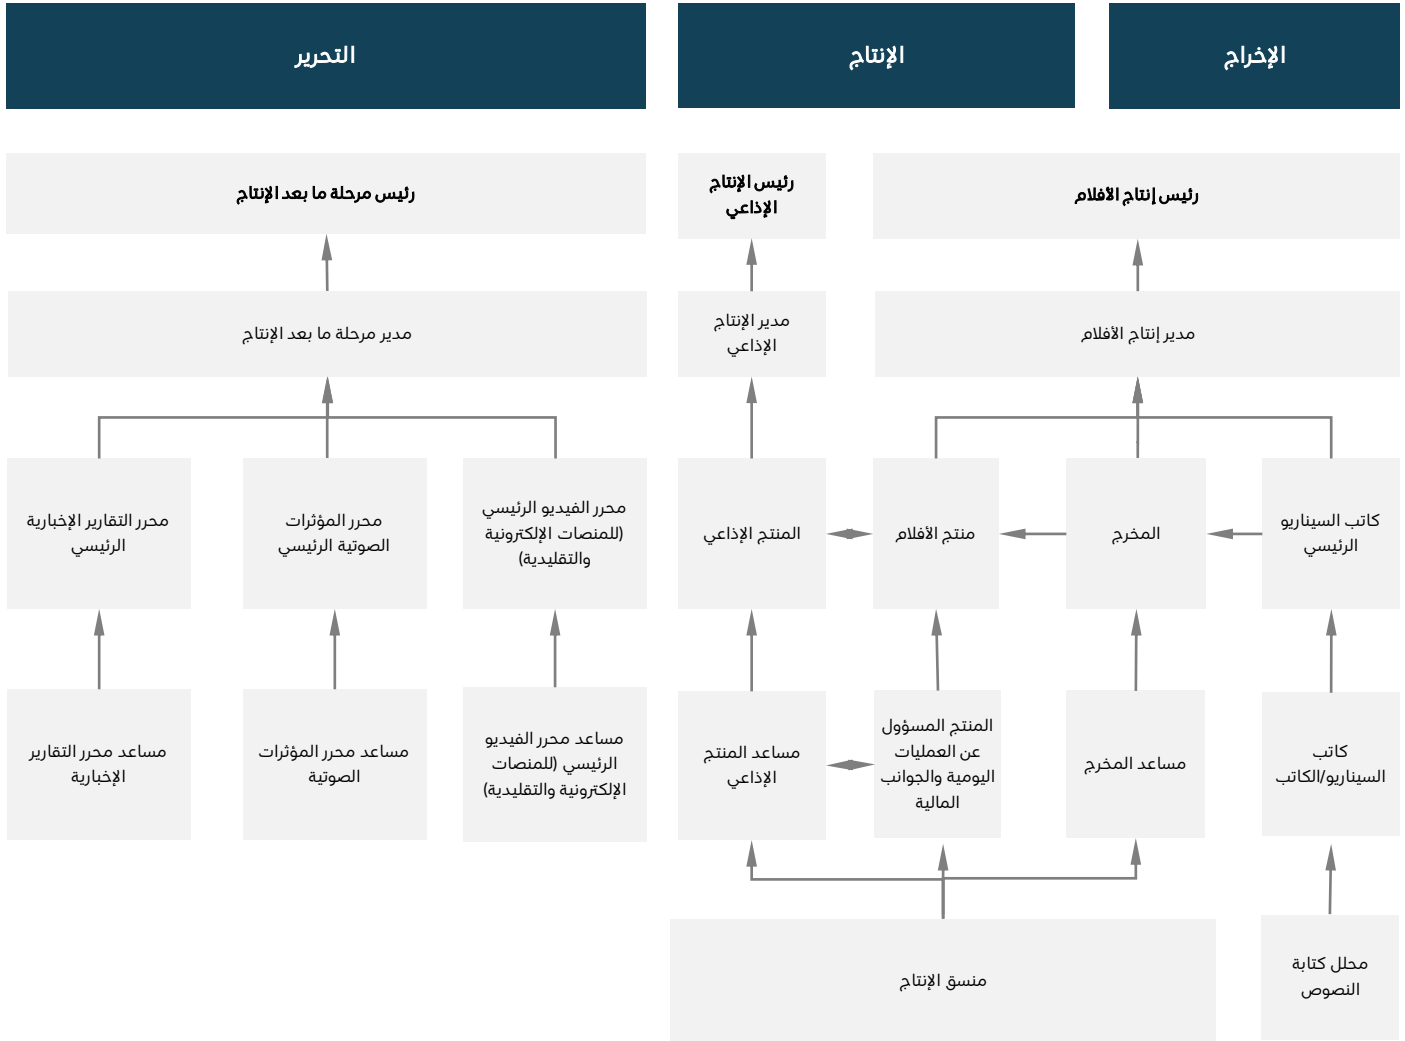 الإخراج
الإنتاج
التحرير
رئيس إنتاج الأفلام
رئيس الإنتاج
الإذاعي
رئيس مرحلة ما بعد الإنتاج
مدير إنتاج الأفلام
مدير الإنتاج
الإذاعي
مدير مرحلة ما بعد الإنتاج
كاتب السيناريو
الرئيسي
المخرج
منتج الأفلام
المنتج الإذاعي
محرر الفيديو الرئيسي
(للمنصات الإلكترونية
والتقليدية)
محرر المؤثرات
الصوتية الرئيسي
محرر التقارير الإخبارية
الرئيسي
كاتب
السيناريو/الكاتب
مساعد المخرج
المنتج المسؤول
عن العمليات
اليومية والجوانب
المالية
مساعد المنتج
الإذاعي
مساعد محرر الفيديو
الرئيسي (للمنصات
الإلكترونية والتقليدية)
مساعد محرر المؤثرات
الصوتية
مساعد محرر التقارير
الإخبارية
محلل كتابة
النصوص
منسق الإنتاج